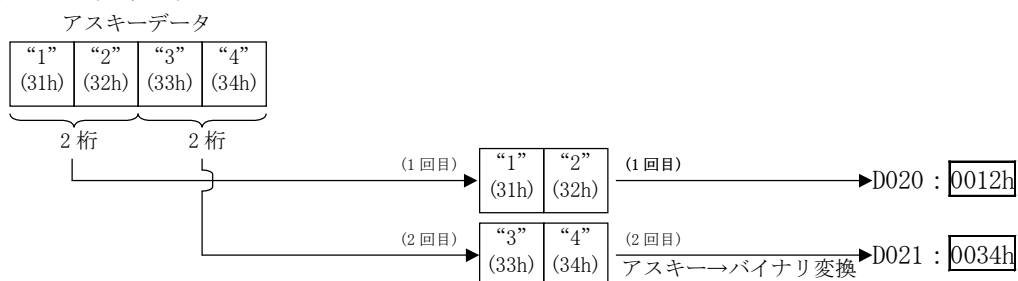 アスキーデータ
“1” “2” “3” “4”
(31h) (32h) (33h) (34h)
2 桁 2 桁
(1 回目) “1” “2” (1 回目)
(31h) (32h) D020 : 0012h
(2 回目) “3” “4” (2 回目)
(33h) (34h) アスキー→バイナリ変換 D021 : 0034h